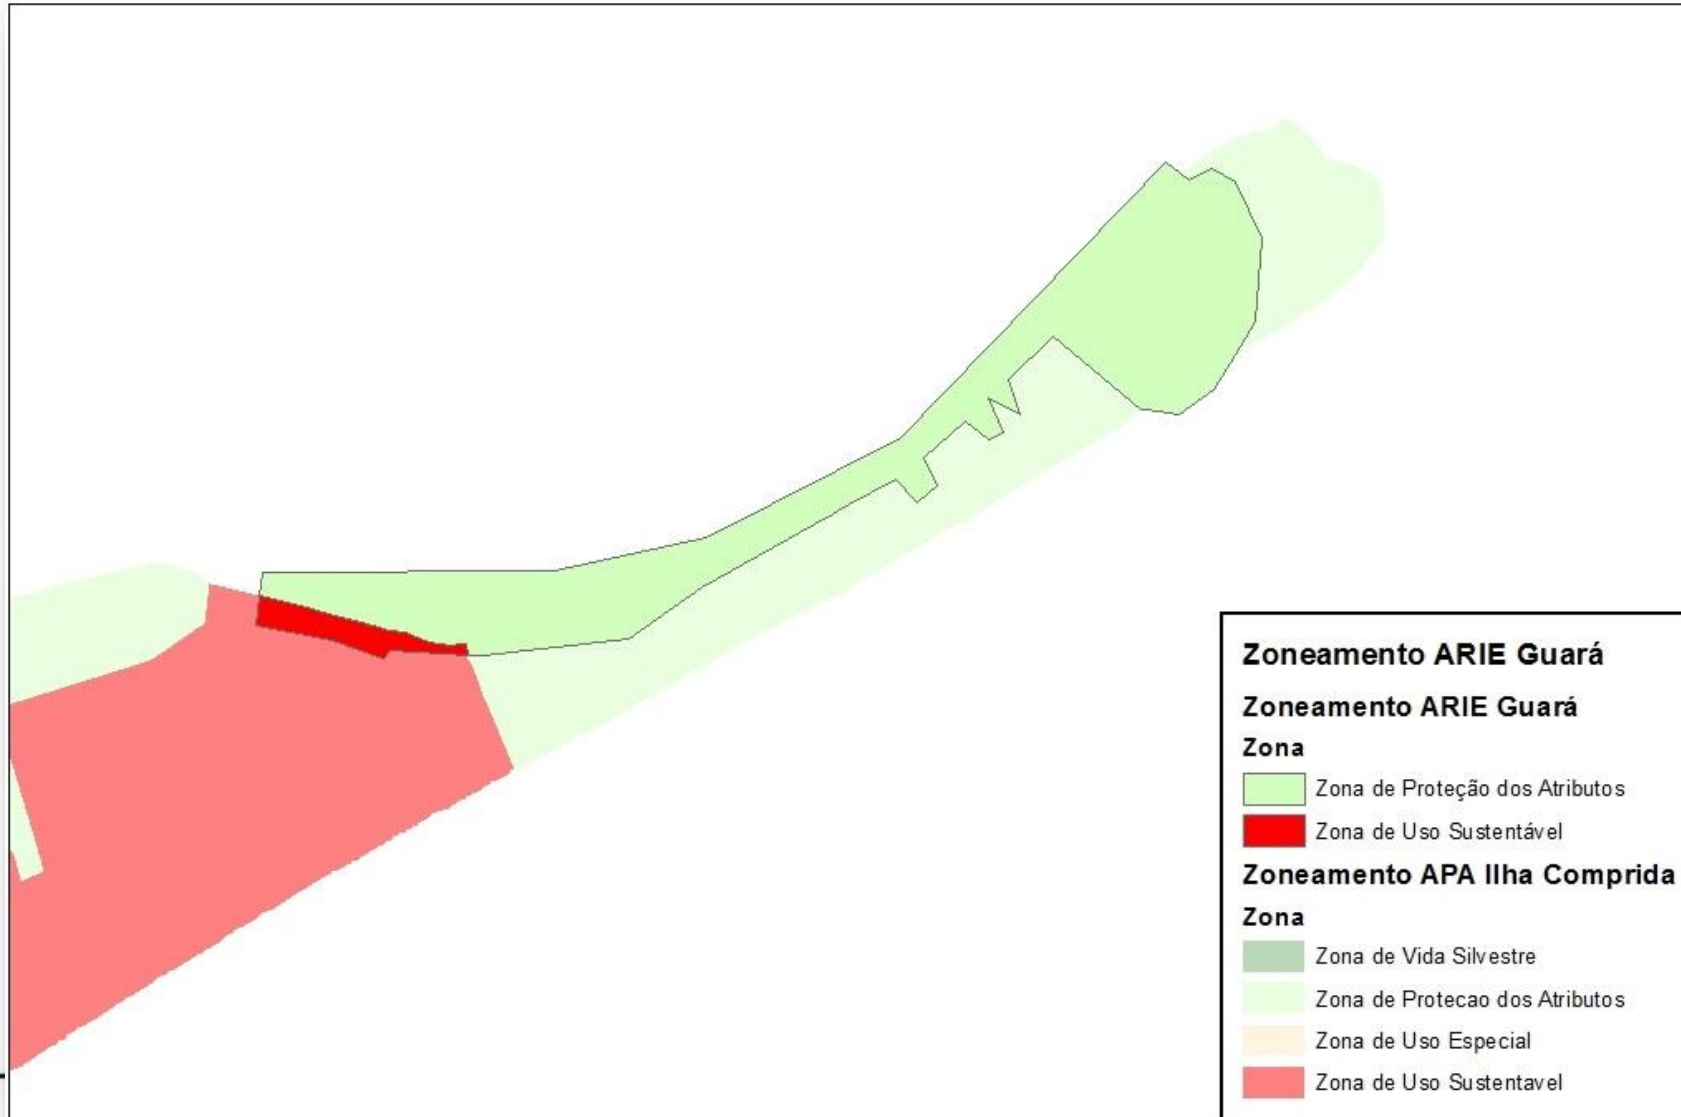 Zoneamento ARIE Guará
Zoneamento ARIE Guará
Zona
Zona de Proteção dos Atributos
Zona de Uso Sustentável
Zoneamento APA Ilha Comprida
Zona
Zona de Vida Silvestre
Zona de Protecao dos Atributos
Zona de Uso Especial
Zona de Uso Sustentavel